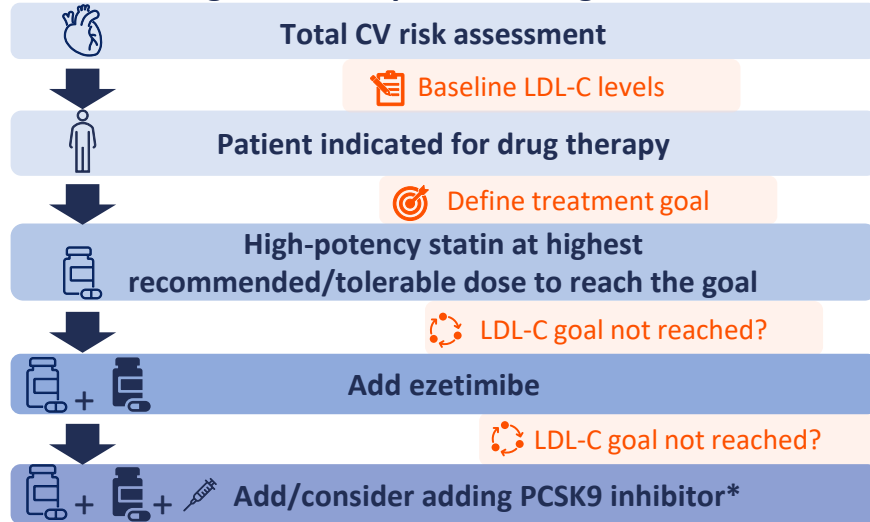 Total CV risk assessment
Baseline LDL-C levels
Patient indicated for drug therapy
Define treatment goal
High-potency statin at highest
recommended/tolerable dose to reach the goal
LDL-C goal not reached?
+
Add ezetimibe
LDL-C goal not reached?
+ + Add/consider adding PCSK9 inhibitor*